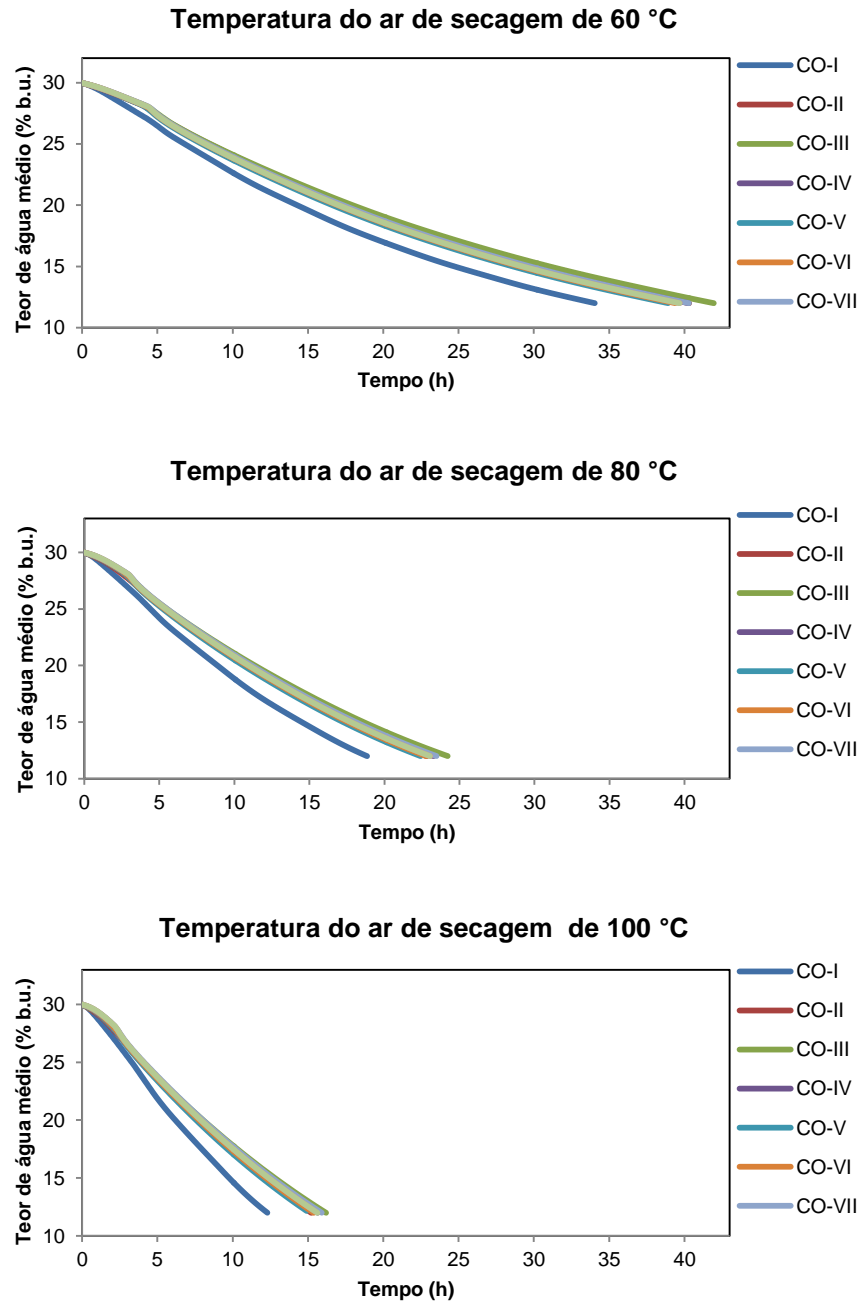 Temperatura do ar de secagem de 60 °C
Teor de água médio (% b.u.)
30
25
20
15
10
0 5 10 15 20 25 30 35 40
Tempo (h)
CO-I
CO-II
CO-III
CO-IV
CO-V
CO-VI
CO-VII
Temperatura do ar de secagem de 80 °C
Teor de água médio (% b.u.)
30
25
20
15
10
0 5 10 15 20 25 30 35 40
Tempo (h)
CO-I
CO-II
CO-III
CO-IV
CO-V
CO-VI
CO-VII
Temperatura do ar de secagem de 100 °C
Teor de água médio (% b.u.)
30
25
20
15
10
0 5 10 15 20 25 30 35 40
Tempo (h)
CO-I
CO-II
CO-III
CO-IV
CO-V
CO-VI
CO-VII